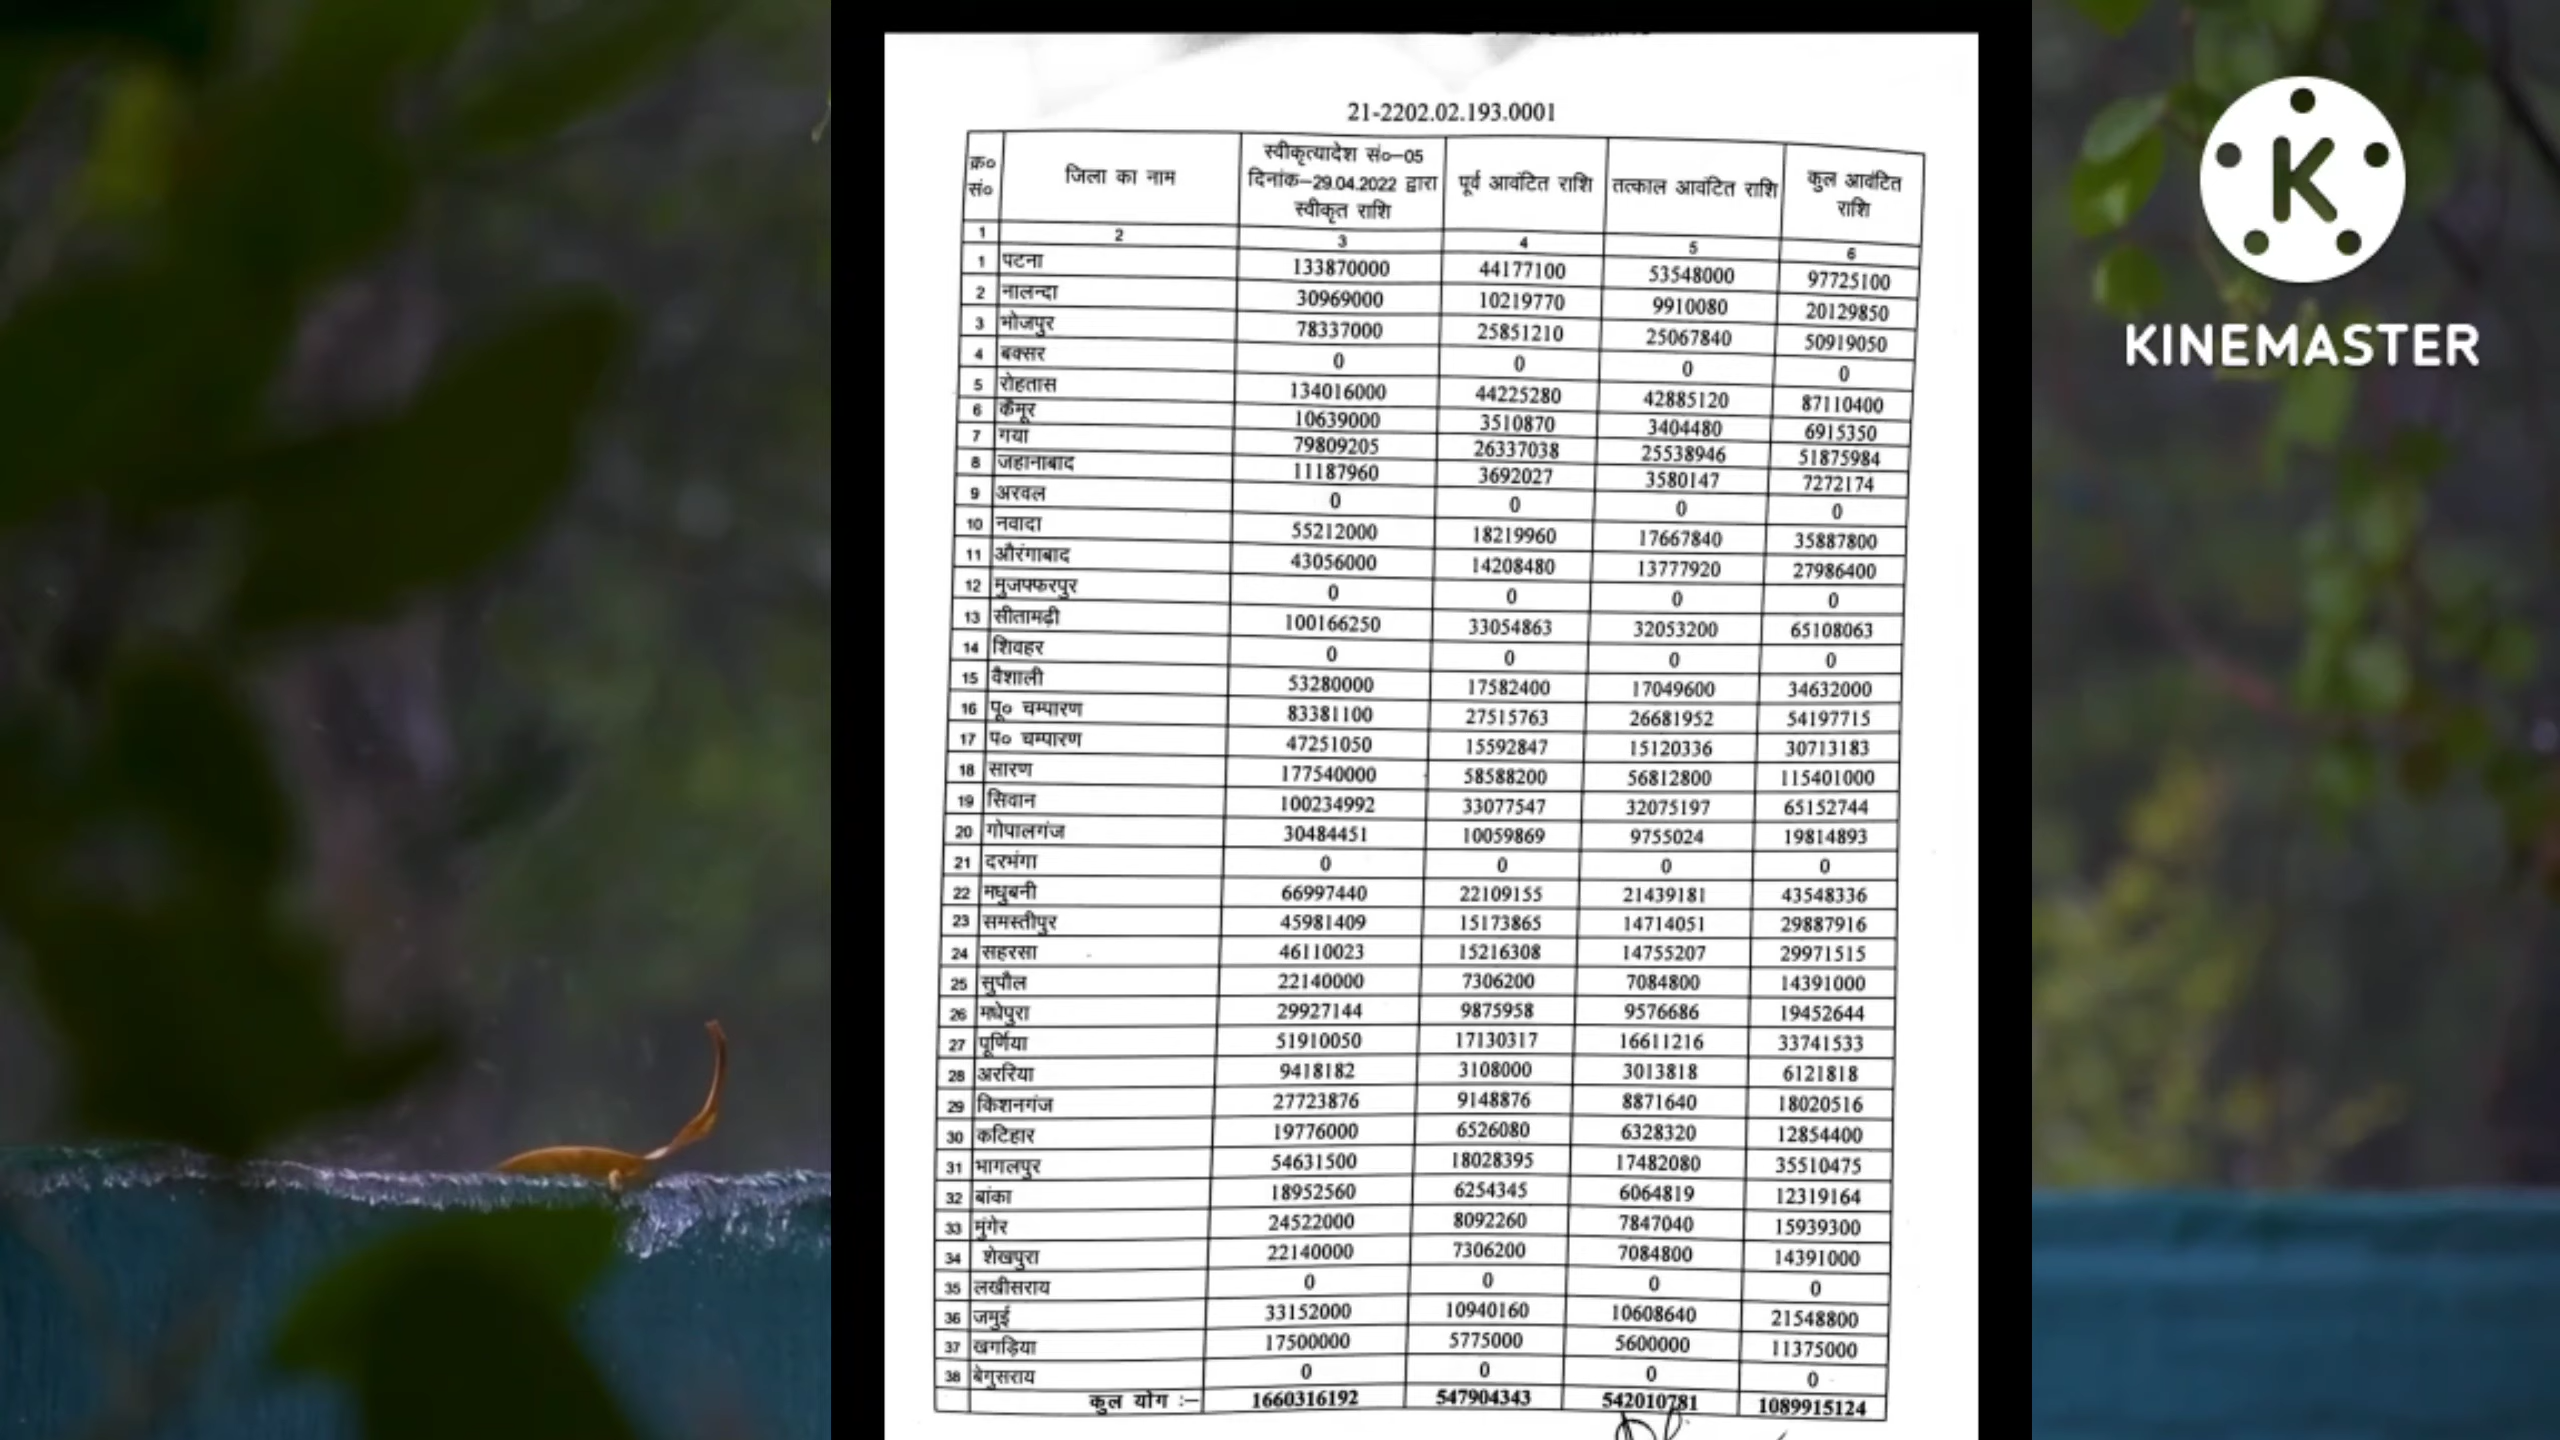 21-2202.02.193.0001
क्र० सं० जिला का नाम स्वीकृत्यादेश सं०–05 दिनांक–29.04.2022 द्वारा स्वीकृत राशि पूर्व आवंटित राशि तत्काल आवंटित राशि कुल आवंटित राशि
1 2 3 4 5 6
1 पटना 133870000 44177100 53548000 97725100
2 नालन्दा 30969000 10219770 9910080 20129850
3 भोजपुर 78337000 25851210 25067840 50919050
4 बक्सर 0 0 0 0
5 रोहतास 134016000 44225280 42885120 87110400
6 कैमूर 10639000 3510870 3404480 6915350
7 गया 79809205 26337038 25538946 51875984
8 जहानाबाद 11187960 3692027 3580147 7272174
9 अरवल 0 0 0 0
10 नवादा 55212000 18219960 17667840 35887800
11 औरंगाबाद 43056000 14208480 13777920 27986400
12 मुजफ्फरपुर 0 0 0 0
13 सीतामढ़ी 100166250 33054863 32053200 65108063
14 शिवहर 0 0 0 0
15 वैशाली 53280000 17582400 17049600 34632000
16 पू० चम्पारण 83381100 27515763 26681952 54197715
17 प० चम्पारण 47251050 15592847 15120336 30713183
18 सारण 177540000 58588200 56812800 115401000
19 सिवान 100234992 33077547 32075197 65152744
20 गोपालगंज 30484451 10059869 9755024 19814893
21 दरभंगा 0 0 0 0
22 मधुबनी 66997440 22109155 21439181 43548336
23 समस्तीपुर 45981409 15173865 14714051 29887916
24 सहरसा 46110023 15216308 14755207 29971515
25 सुपौल 22140000 7306200 7084800 14391000
26 मधेपुरा 29927144 9875958 9576686 19452644
27 पूर्णिया 51910050 17130317 16611216 33741533
28 अररिया 9418182 3108000 3013818 6121818
29 किशनगंज 27723876 9148876 8871640 18020516
30 कटिहार 19776000 6526080 6328320 12854400
31 भागलपुर 54631500 18028395 17482080 35510475
32 बांका 18952560 6254345 6064819 12319164
33 मुंगेर 24522000 8092260 7847040 15939300
34 शेखपुरा 22140000 7306200 7084800 14391000
35 लखीसराय 0 0 0 0
36 जमुई 33152000 10940160 10608640 21548800
37 खगड़िया 17500000 5775000 5600000 11375000
38 बेगुसराय 0 0 0 0
कुल योग :– 1660316192 547904343 542010781 1089915124
K
KINEMASTER